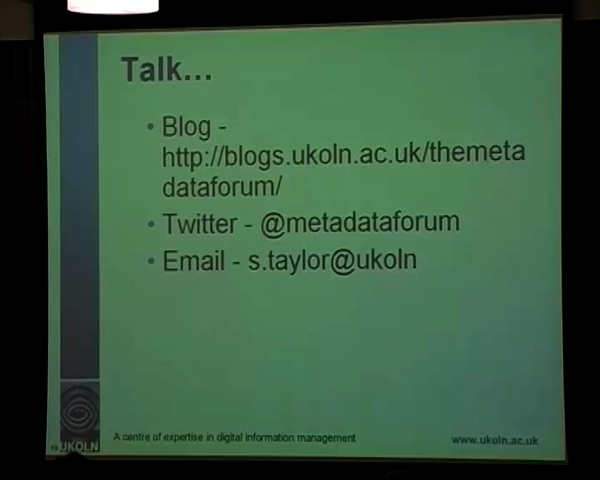 Talk...
• Blog -
http://blogs.ukoln.ac.uk/themeta
dataforum/
• Twitter - @metadataforum
• Email - s.taylor@ukoln
UKOLN
A centre of expertise in digital information management
www.ukoln.ac.uk